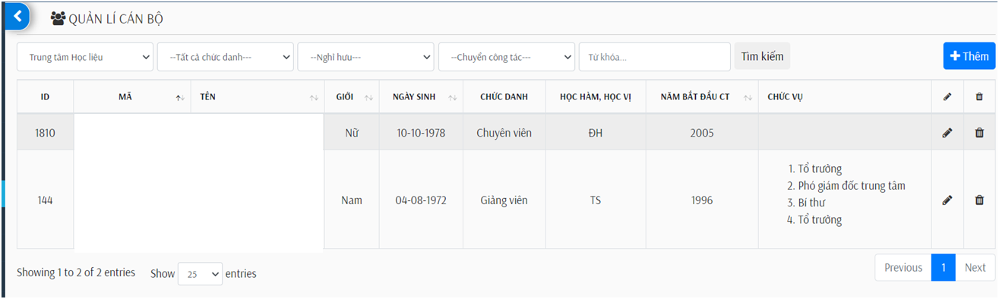 QUẢN LÍ CÁN BỘ
Trung tâm Học liệu --Tất cả chức danh--- --Nghỉ hưu--- --Chuyển công tác--- Từ khóa... Tìm kiếm Thêm
ID MÃ TÊN GIỚI NGÀY SINH CHỨC DANH HỌC HÀM, HỌC VỊ NĂM BẮT ĐẦU CT CHỨC VỤ
1810 Nữ 10-10-1978 Chuyên viên ĐH 2005
144 Nam 04-08-1972 Giảng viên TS 1996
1. Tổ trưởng
2. Phó giám đốc trung tâm
3. Bí thư
4. Tổ trưởng
Showing 1 to 2 of 2 entries Show 25 entries Previous 1 Next